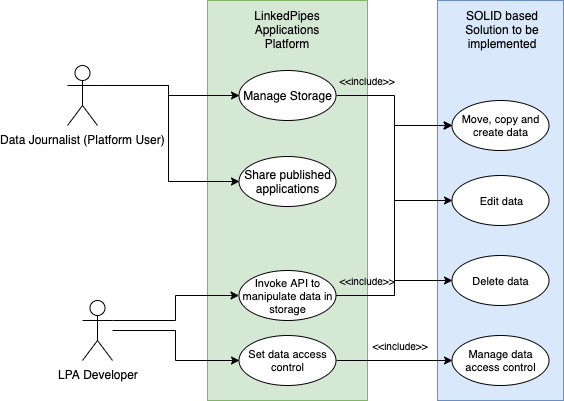 LinkedPipes
Applications
Platform
SOLID based
Solution to be
implemented
<<include>>
Manage Storage
Move, copy and
create data
Data Journalist (Platform User)
Share published
applications
Edit data
Invoke API to
manipulate data in
storage
<<include>>
Delete data
LPA Developer
Set data access
control
<<include>>
Manage data
access control